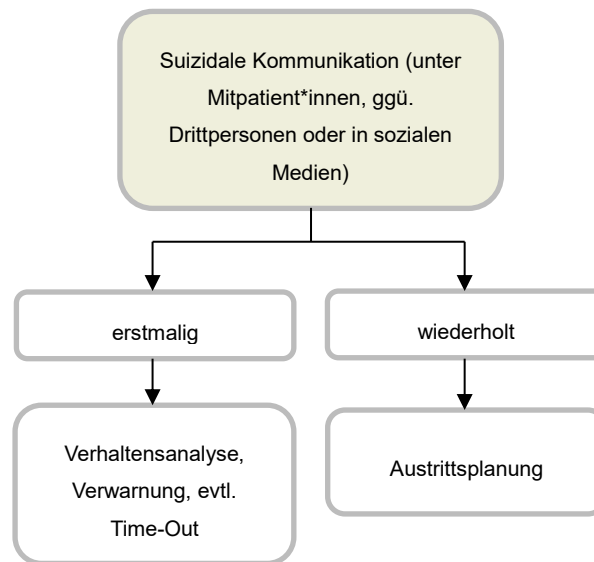 Suizidale Kommunikation (unter
Mitpatient*innen, ggü.
Drittpersonen oder in sozialen
Medien)
erstmalig
wiederholt
Verhaltensanalyse,
Verwarnung, evtl.
Time-Out
Austrittsplanung